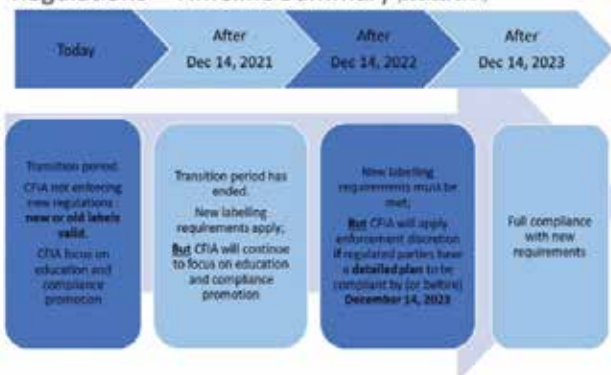 Today
After
Dec 14, 2021
After
Dec 14, 2022
After
Dec 14, 2023
Transition period.
CFIA not enforcing
new regulations :
new or old labels
valid.
CFIA focus on
education and
compliance
promotion
Transition period has
ended.
New labelling
requirements apply;
But CFIA will continue
to focus on education
and compliance
promotion
New labelling
requirements must be
met;
But CFIA will apply
enforcement discretion
if regulated parties have
a detailed plan to be
compliant by (or before)
December 14, 2023
Full compliance
with new
requirements